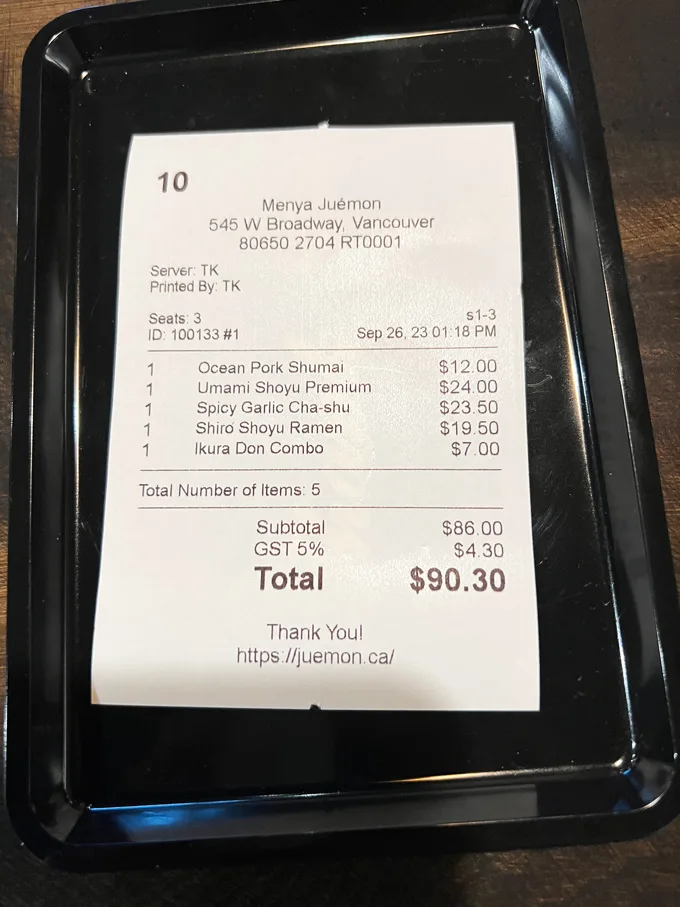 10
Menya Juémon
545 W Broadway, Vancouver
80650 2704 RT0001
Server: TK
Printed By: TK
Seats: 3 s1-3
ID: 100133 #1 Sep 26, 23 01:18 PM
1 Ocean Pork Shumai $12.00
1 Umami Shoyu Premium $24.00
1 Spicy Garlic Cha-shu $23.50
1 Shiro Shoyu Ramen $19.50
1 Ikura Don Combo $7.00
Total Number of Items: 5
Subtotal $86.00
GST 5% $4.30
Total $90.30
Thank You!
https://juemon.ca/